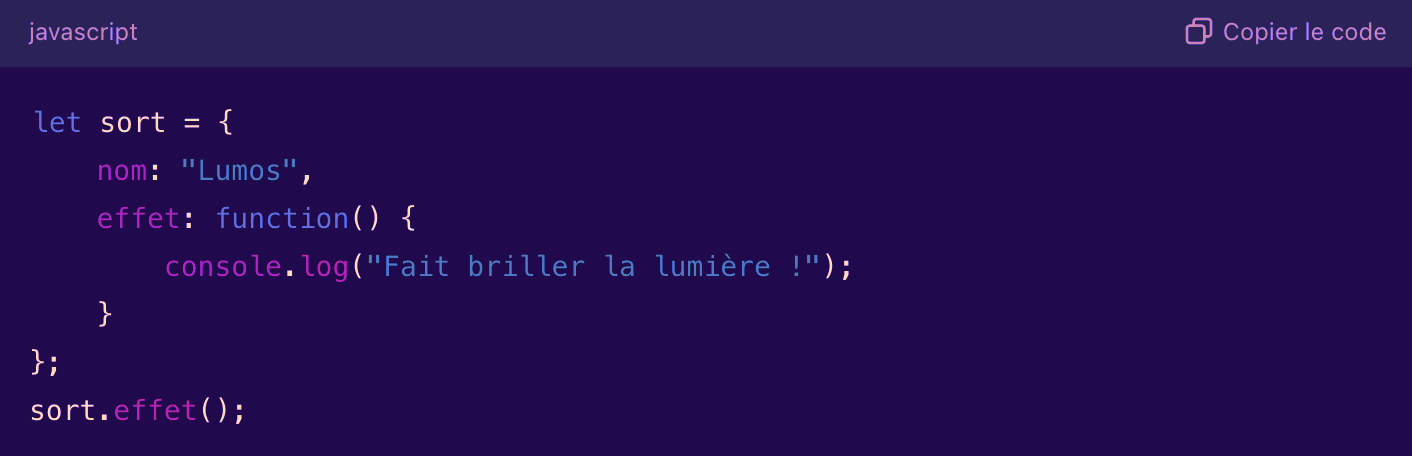 javascript
Copier le code
let sort = {
    nom: "Lumos",
    effet: function() {
        console.log("Fait briller la lumière !");
    }
};
sort.effet();